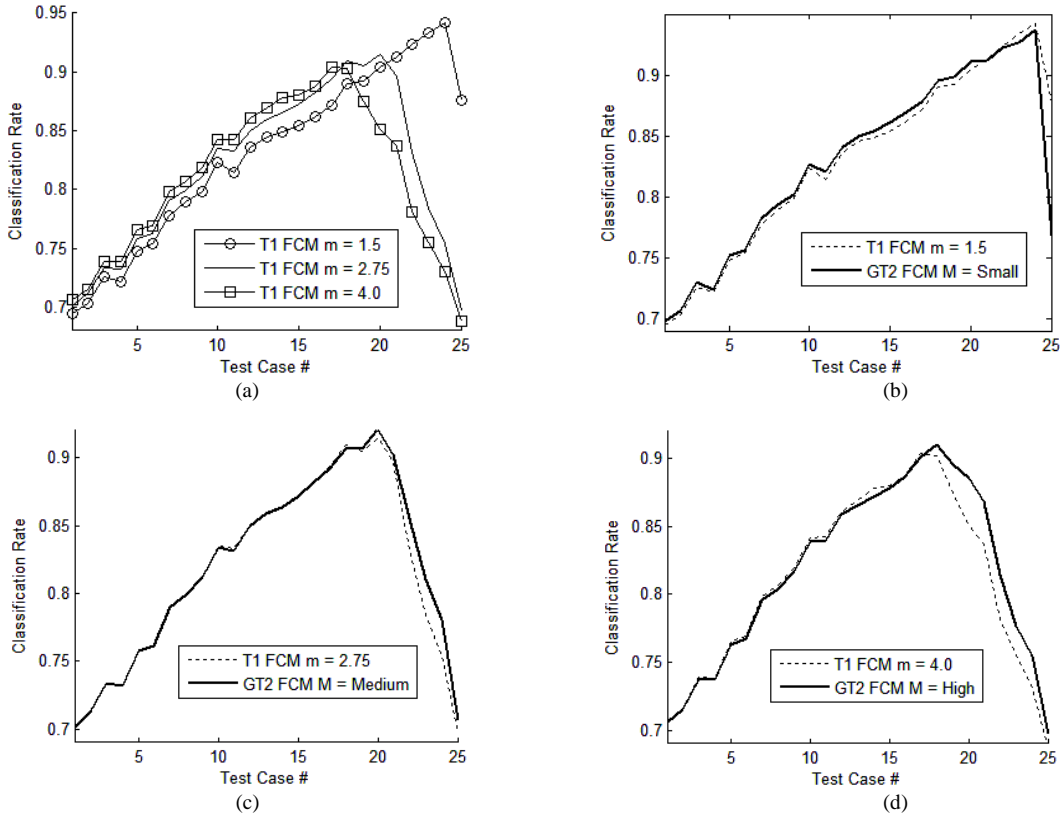 0.95
0.9
0.85
0.8
0.75
0.7
Classification Rate
T1 FCM m = 1.5
T1 FCM m = 2.75
T1 FCM m = 4.0
5 10 15 20 25
Test Case #
(a)
0.9
0.85
0.8
0.75
0.7
Classification Rate
T1 FCM m = 1.5
GT2 FCM M = Small
5 10 15 20 25
Test Case #
(b)
0.9
0.85
0.8
0.75
0.7
Classification Rate
T1 FCM m = 2.75
GT2 FCM M = Medium
5 10 15 20 25
Test Case #
(c)
0.9
0.85
0.8
0.75
0.7
Classification Rate
T1 FCM m = 4.0
GT2 FCM M = High
5 10 15 20 25
Test Case #
(d)